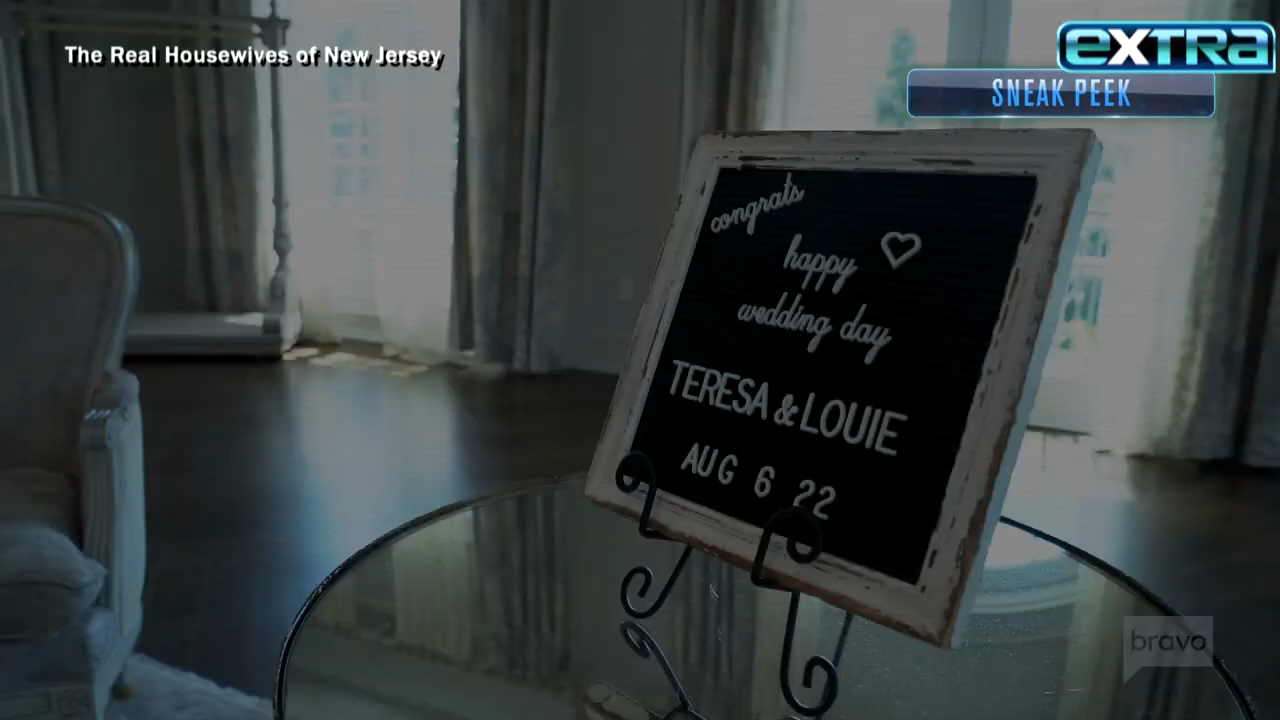 The Real Housewives of New Jersey
extra
SNEAK PEEK
congrats
happy
wedding day
TERESA & LOUIE
AUG 6 22
bravo